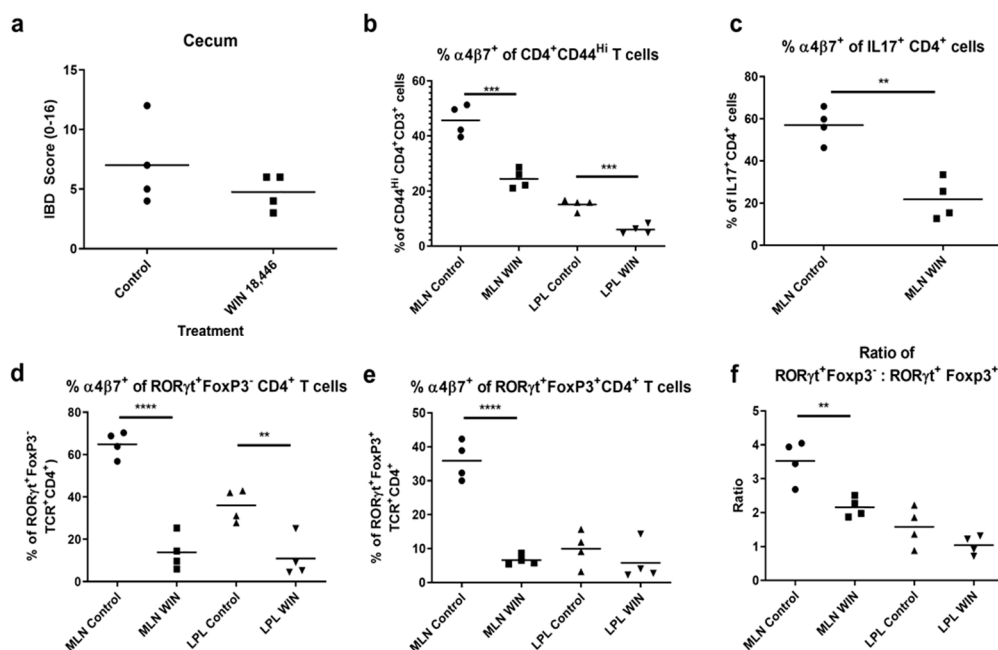 a
Cecum
IBD Score (0-16)
15
10
5
0
Control
WIN 18,446
Treatment
b
% α4β7⁺ of CD4⁺CD44ᴴⁱ T cells
%of CD44ᴴⁱ CD4⁺CD3⁺ cells
60
40
20
0
***
***
MLN Control
MLN WIN
LPL Control
LPL WIN
c
% α4β7⁺ of IL17⁺ CD4⁺ cells
% of IL17⁺CD4⁺ cells
80
60
40
20
0
**
MLN Control
MLN WIN
d
% α4β7⁺ of RORγt⁺FoxP3⁻ CD4⁺ T cells
% of RORγt⁺FoxP3⁻
TCR⁺CD4⁺)
80
60
40
20
0
****
**
MLN Control
MLN WIN
LPL Control
LPL WIN
e
% α4β7⁺ of RORγt⁺FoxP3⁺CD4⁺ T cells
% of RORγt⁺FoxP3⁺
TCR⁺CD4⁺
50
40
30
20
10
0
****
MLN Control
MLN WIN
LPL Control
LPL WIN
f
Ratio of
RORγt⁺Foxp3⁻ : RORγt⁺ Foxp3⁺
Ratio
5
4
3
2
1
0
**
MLN Control
MLN WIN
LPL Control
LPL WIN